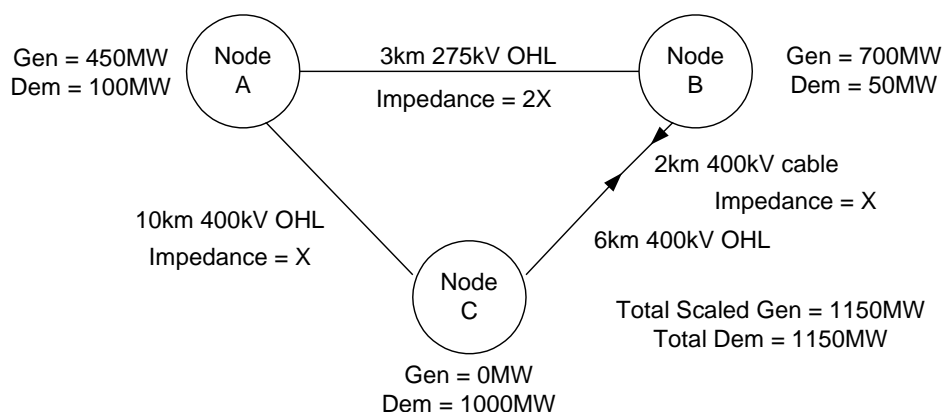 Gen = 450MW
Dem = 100MW
Node
A
3km 275kV OHL
Impedance = 2X
Node
B
Gen = 700MW
Dem = 50MW
2km 400kV cable
Impedance = X
10km 400kV OHL
Impedance = X
6km 400kV OHL
Node
C
Total Scaled Gen = 1150MW
Total Dem = 1150MW
Gen = 0MW
Dem = 1000MW